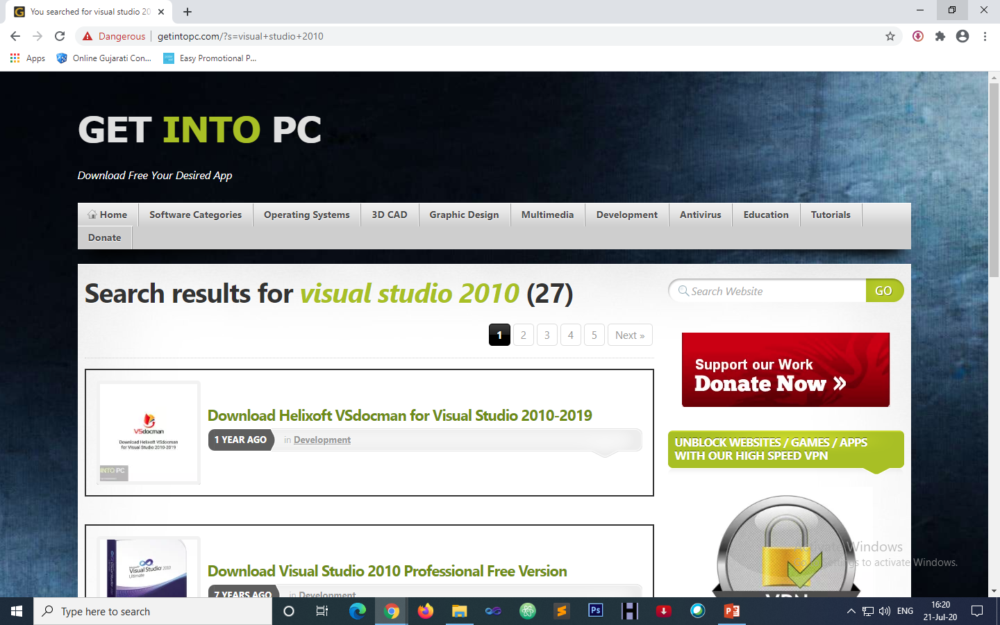 You searched for visual studio 20
Dangerous
getintopc.com/?s=visual+studio+2010
Apps
Online Gujarati Con...
Easy Promotional P...
GET INTO PC
Download Free Your Desired App
Home
Software Categories
Operating Systems
3D CAD
Graphic Design
Multimedia
Development
Antivirus
Education
Tutorials
Donate
Search results for visual studio 2010 (27)
Search Website
GO
1 2 3 4 5 Next »
Support our Work
Donate Now »
VSdocman
Download Helixoft VSdocman
for Visual Studio 2010-2019
INTO PC
Download Helixoft VSdocman for Visual Studio 2010-2019
1 YEAR AGO
in Development
UNBLOCK WEBSITES / GAMES / APPS
WITH OUR HIGH SPEED VPN
Visual Studio 2010
Ultimate
Download Visual Studio 2010 Professional Free Version
7 YEARS AGO
in Development
VPN
Windows
to activate Windows.
Type here to search
Ps
H
ENG
16:20
21-Jul-20